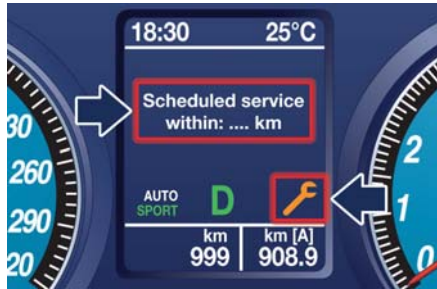 18:30 25°C
Scheduled service
within: .... km
30
260
290
20
AUTO
SPORT
D
km
999
km [A]
908.9
2
1
0